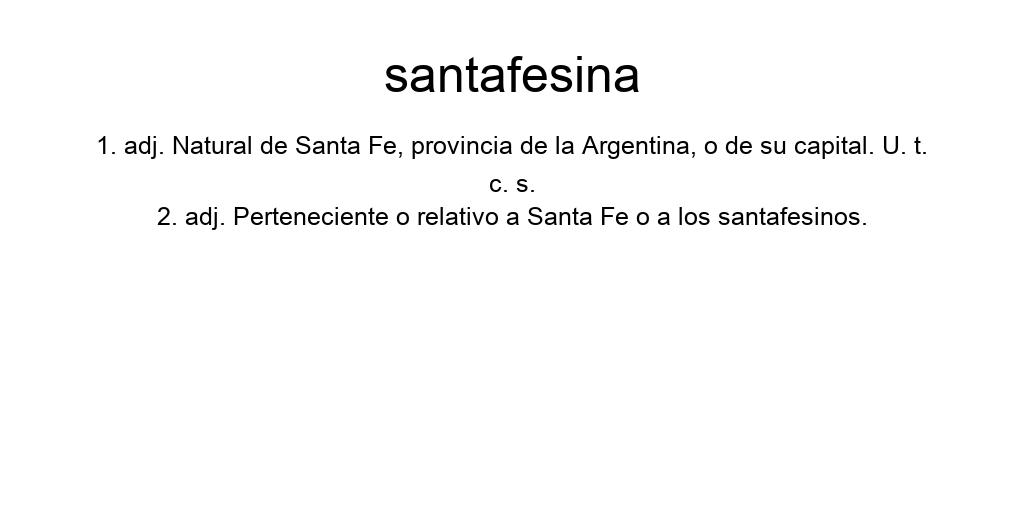 santafesina
1. adj. Natural de Santa Fe, provincia de la Argentina, o de su capital. U. t.
c. s.
2. adj. Perteneciente o relativo a Santa Fe o a los santafesinos.